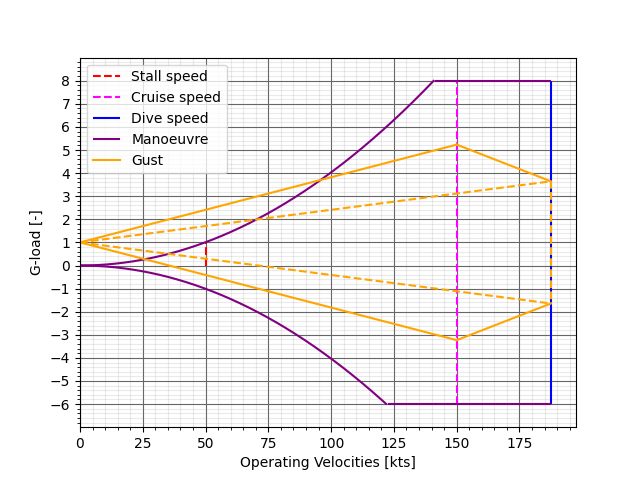 Stall speed
Cruise speed
Dive speed
Manoeuvre
Gust
8
7
6
5
4
3
2
1
0
−1
−2
−3
−4
−5
−6
G-load [-]
0 25 50 75 100 125 150 175
Operating Velocities [kts]